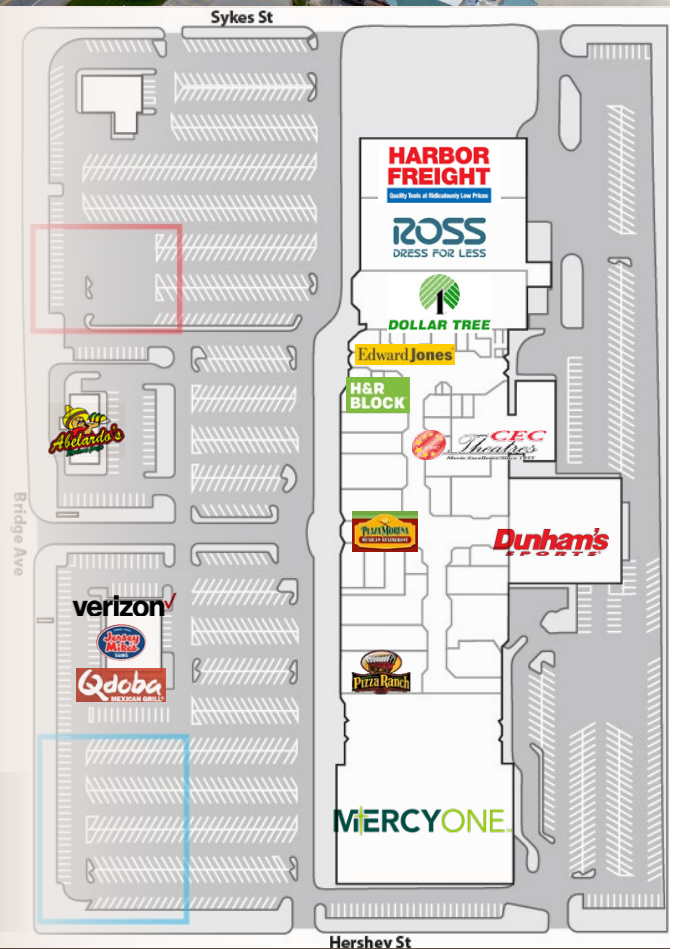 Sykes St
HARBOR
FREIGHT
Quality Tools at Ridiculously Low Prices
ROSS
DRESS FOR LESS
1
DOLLAR TREE
Edward Jones
H&R
BLOCK
Abelardo's
CEC
Theatres
Bridge Ave
PLAZA MORENA
MEXICAN RESTAURANT
Dunham's
SPORTS
verizon
Jersey
Mike's
SUBS
Qdoba
MEXICAN GRILL
Pizza Ranch
MERCYONE
Hershey St